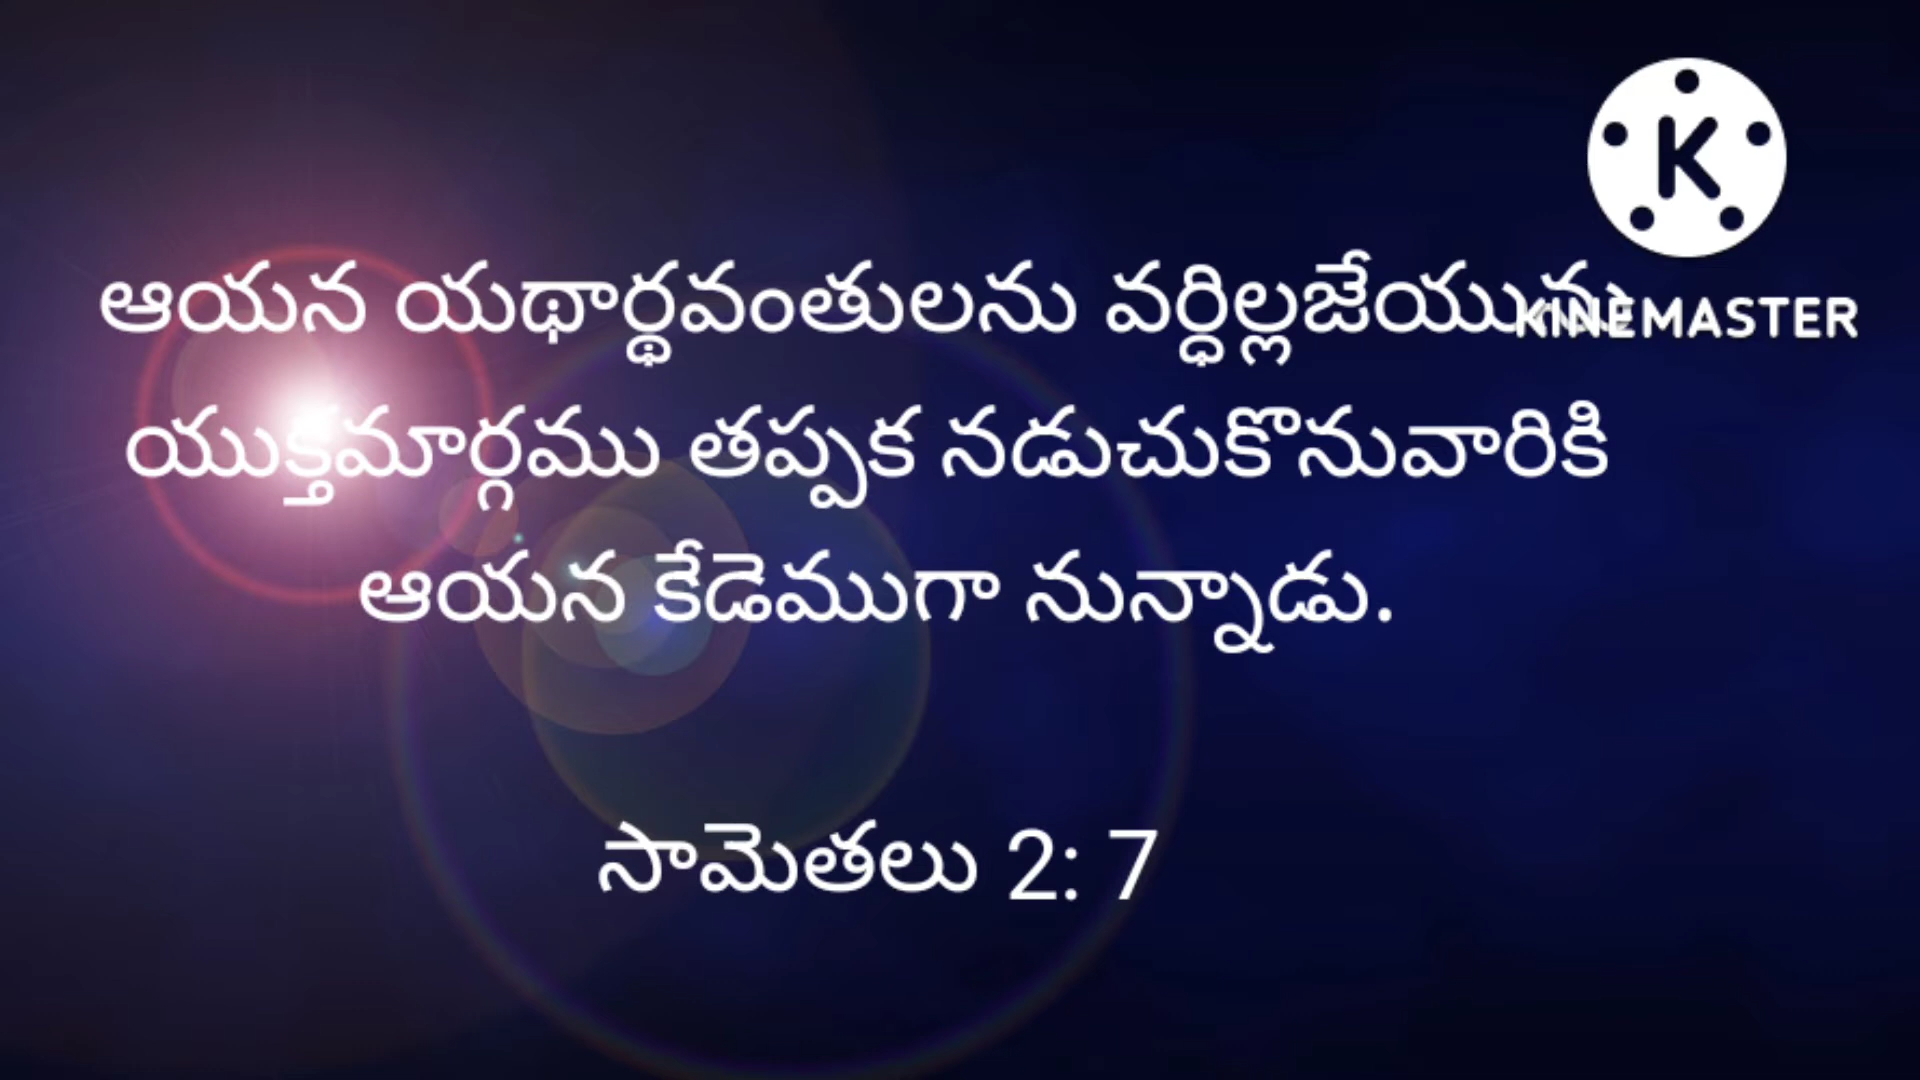 ఆయన యథార్థవంతులను వర్ధిల్లజేయును
KINEMASTER
యుక్తమార్గము తప్పక నడుచుకొనువారికి
ఆయన కేడెముగా నున్నాడు.
సామెతలు 2: 7